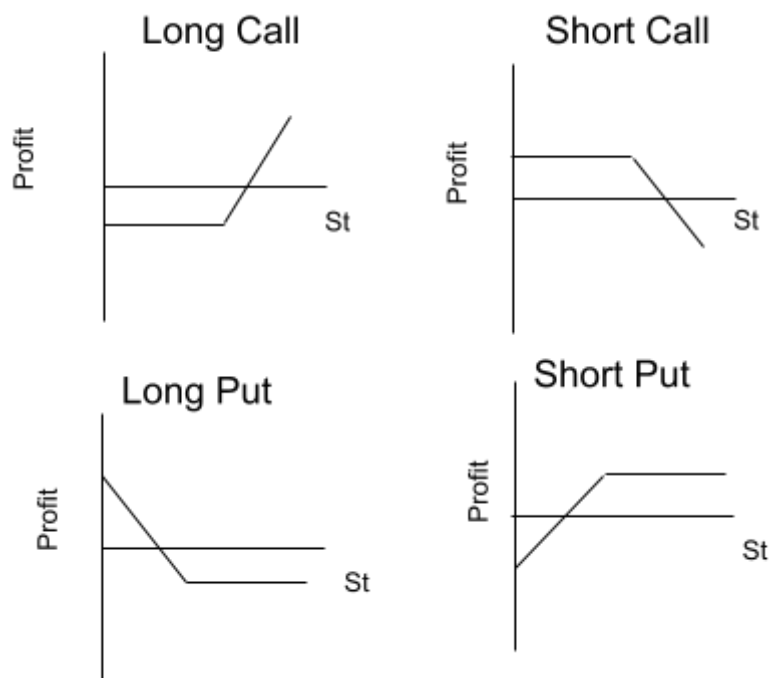 Long Call
Profit
St
Short Call
Profit
St
Long Put
Profit
St
Short Put
Profit
St